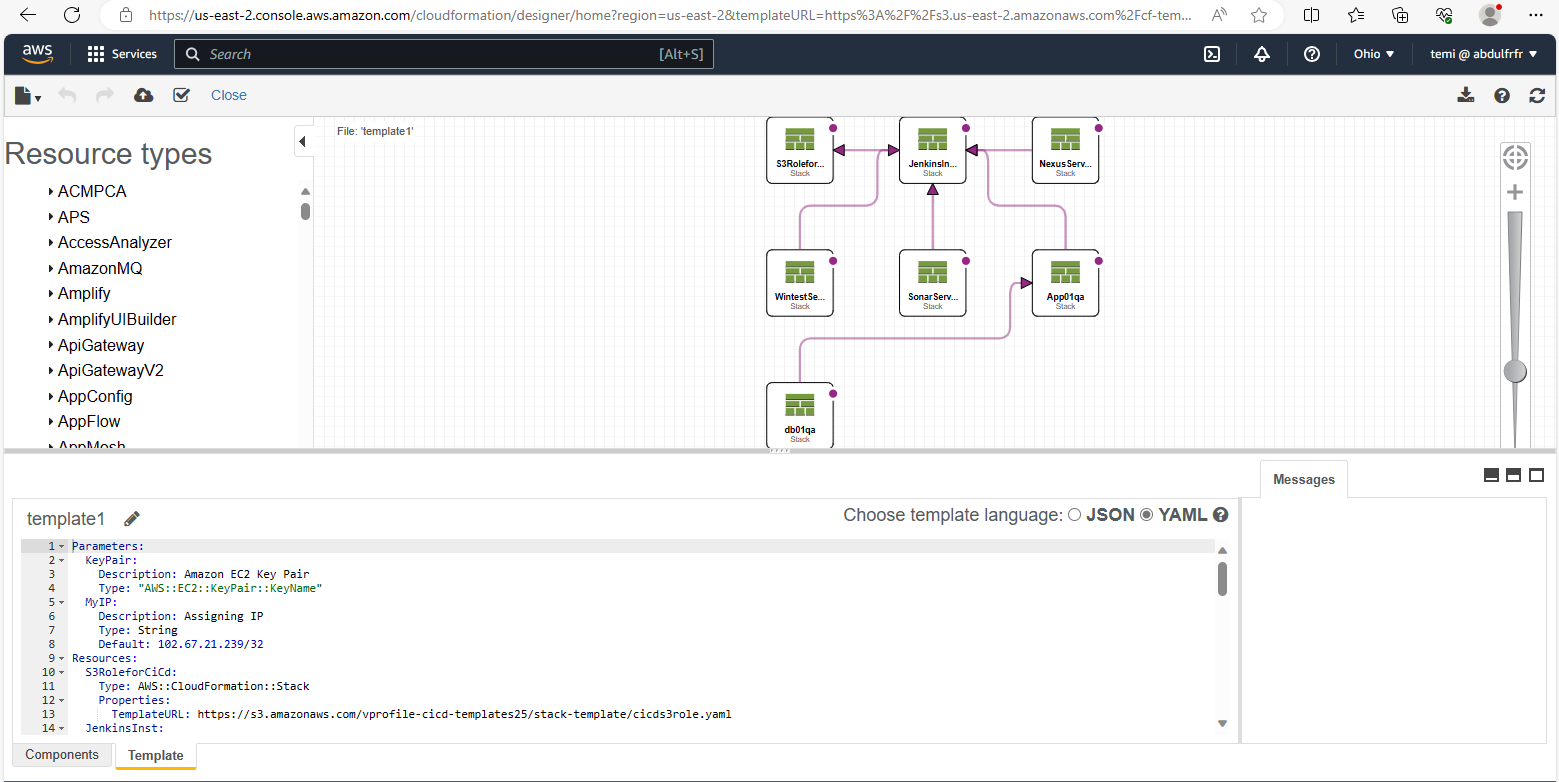 https://us-east-2.console.aws.amazon.com/cloudformation/designer/home?region=us-east-2&templateURL=https%3A%2F%2Fs3.us-east-2.amazonaws.com%2Fcf-tem...
aws
Services
Search
[Alt+S]
Ohio
temi @ abdulfrfr
Close
Resource types
ACMPCA
APS
AccessAnalyzer
AmazonMQ
Amplify
AmplifyUIBuilder
ApiGateway
ApiGatewayV2
AppConfig
AppFlow
AppMesh
File: 'template1'
S3Rolefor...
Stack
JenkinsIn...
Stack
NexusServ...
Stack
WintestSe...
Stack
SonarServ...
Stack
App01qa
Stack
db01qa
Stack
template1
Choose template language: JSON YAML
1 Parameters:
2 KeyPair:
3 Description: Amazon EC2 Key Pair
4 Type: "AWS::EC2::KeyPair::KeyName"
5 MyIP:
6 Description: Assigning IP
7 Type: String
8 Default: 102.67.21.239/32
9 Resources:
10 S3RoleforCiCd:
11 Type: AWS::CloudFormation::Stack
12 Properties:
13 TemplateURL: https://s3.amazonaws.com/vprofile-cicd-templates25/stack-template/cicds3role.yaml
14 JenkinsInst:
Components
Template
Messages